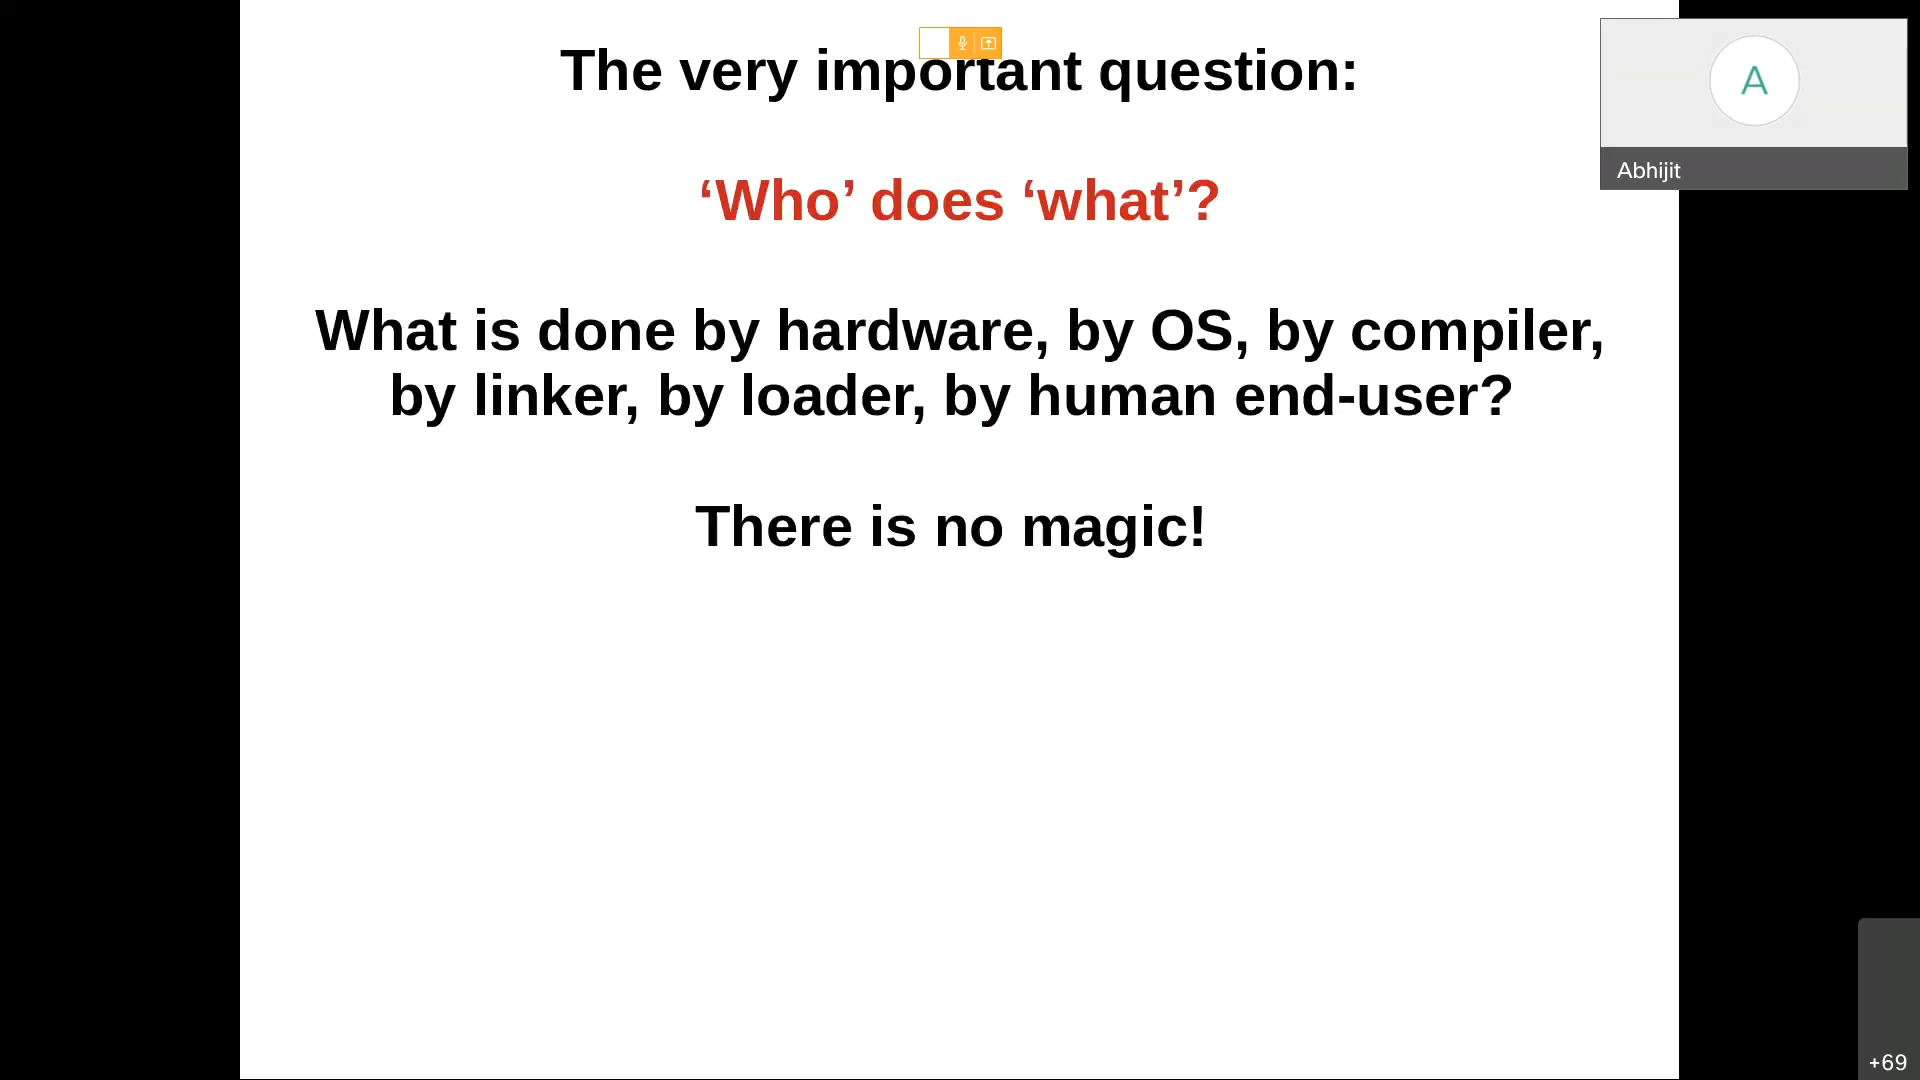 The very important question:
‘Who’ does ‘what’?
What is done by hardware, by OS, by compiler,
by linker, by loader, by human end-user?
There is no magic!
A
Abhijit
+69